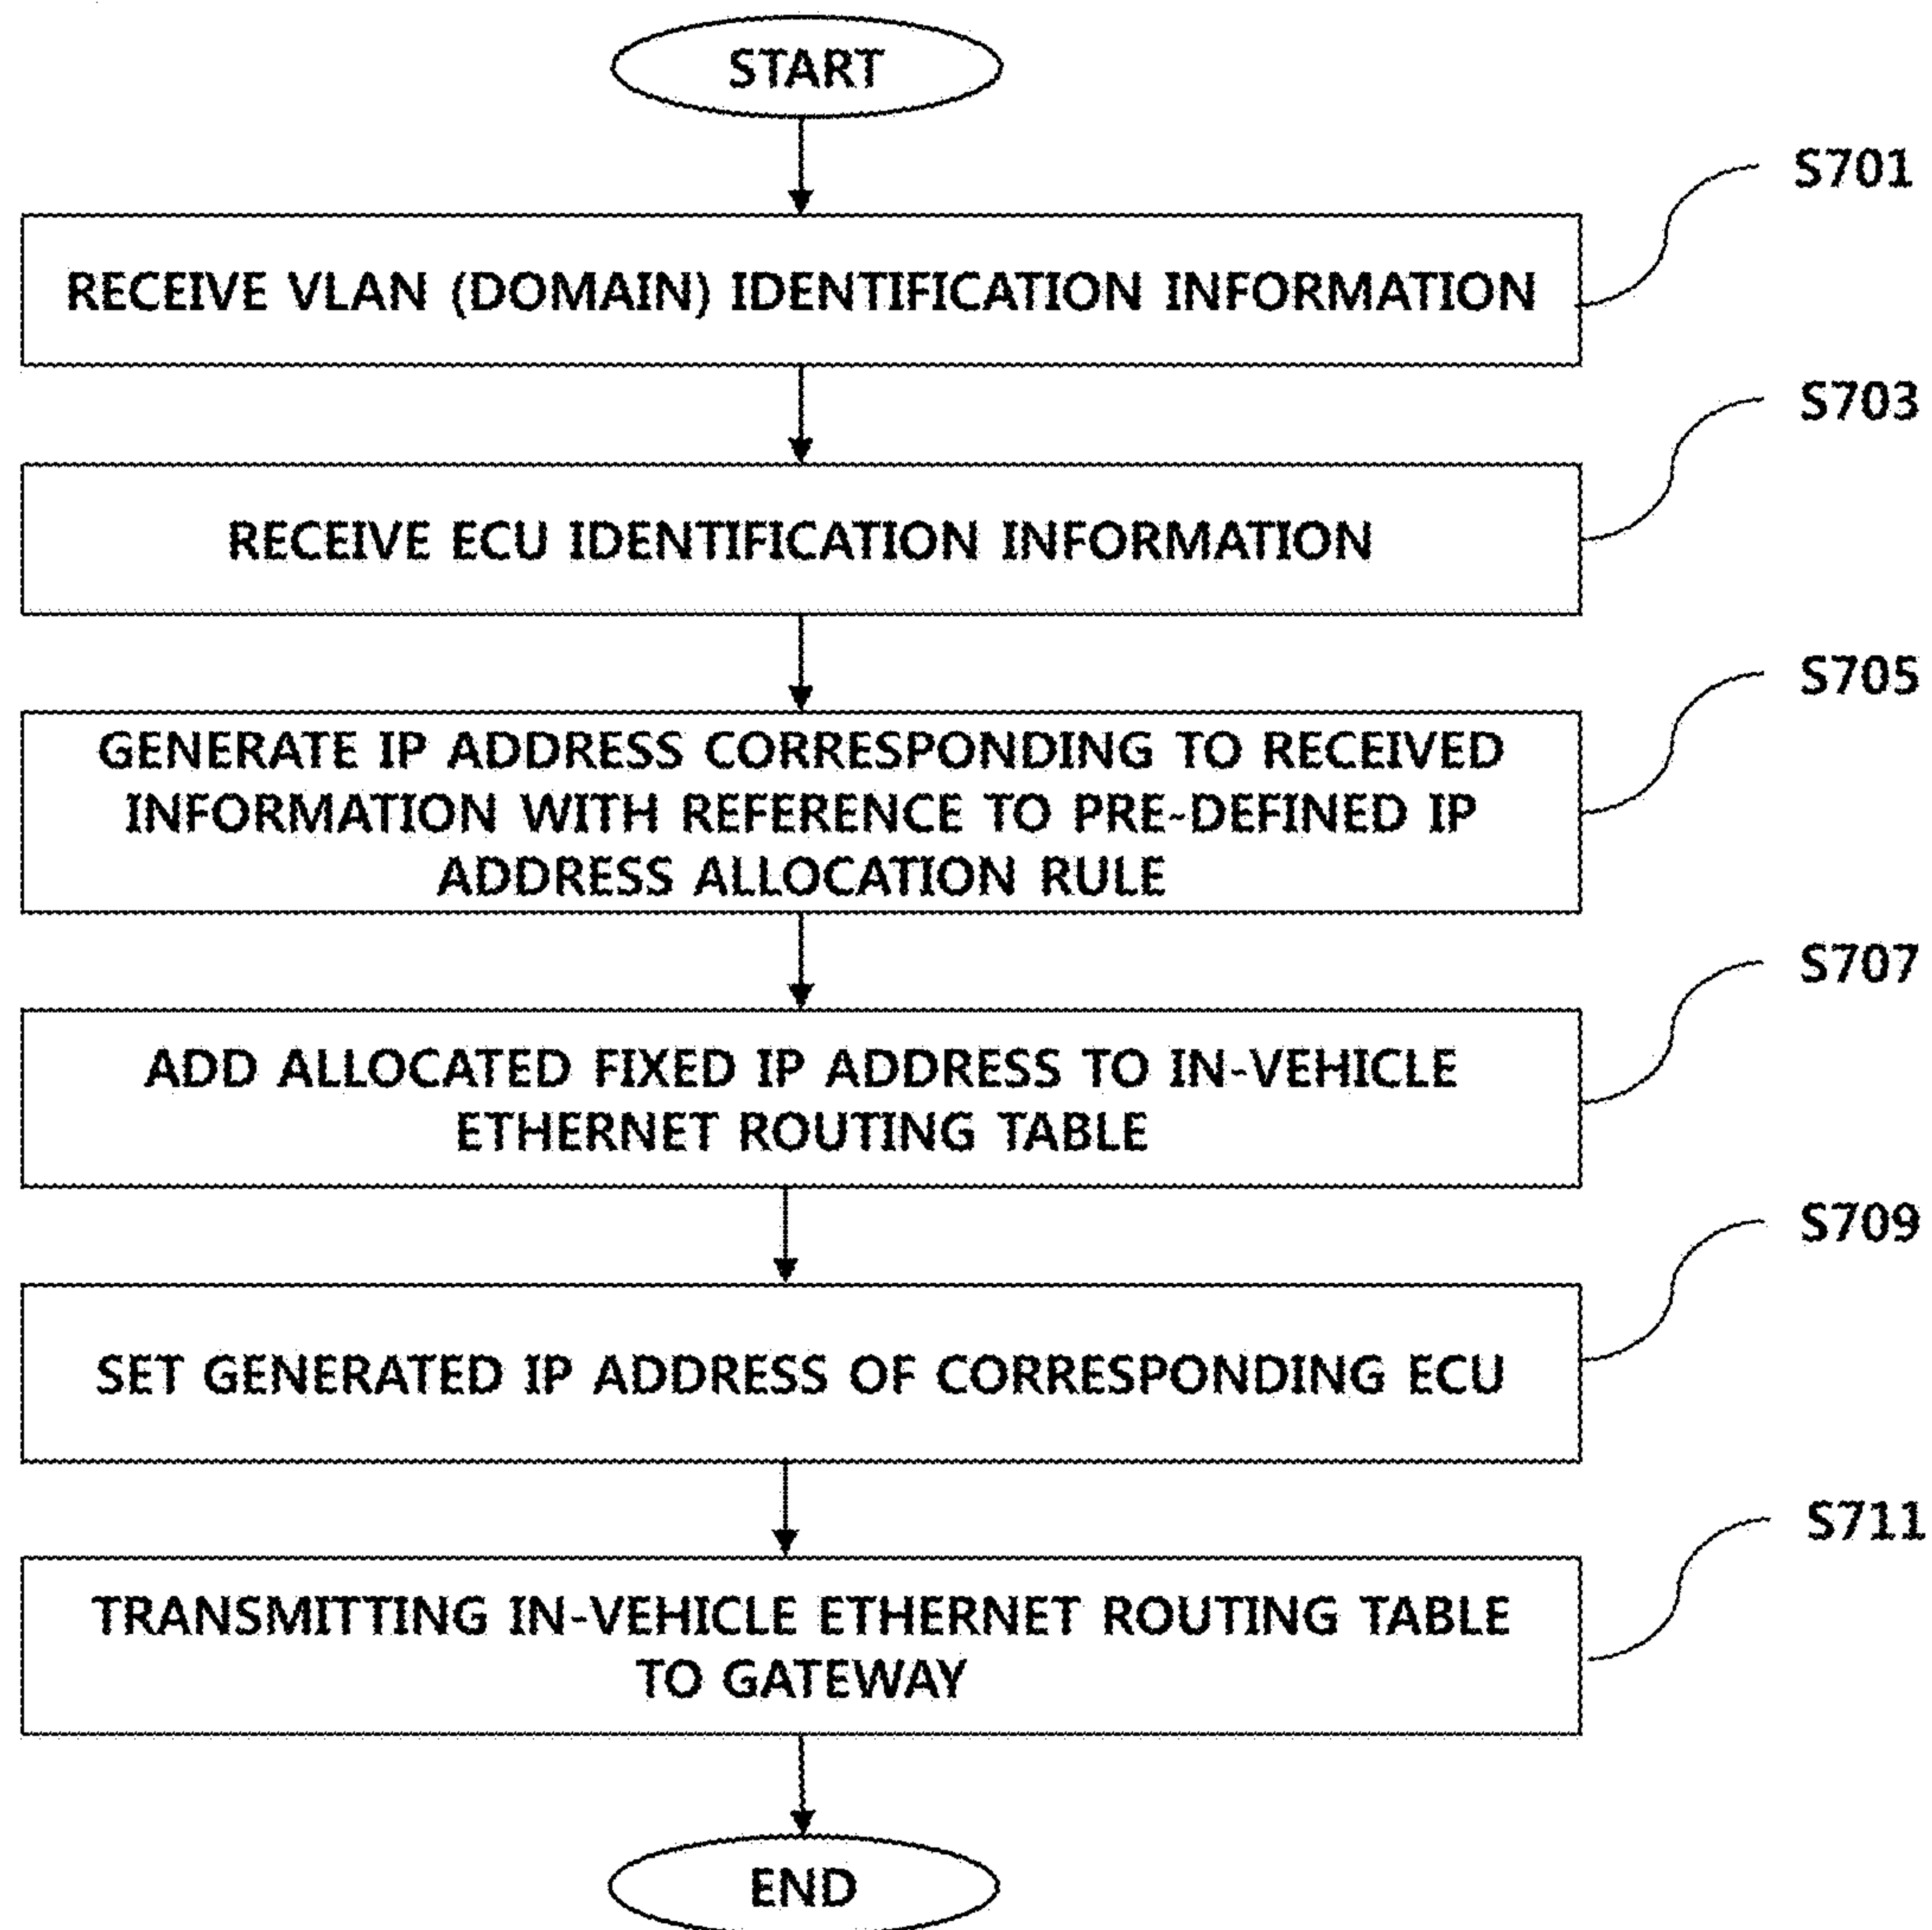 START
S701
RECEIVE VLAN (DOMAIN) IDENTIFICATION INFORMATION
S703
RECEIVE ECU IDENTIFICATION INFORMATION
S705
GENERATE IP ADDRESS CORRESPONDING TO RECEIVED
INFORMATION WITH REFERENCE TO PRE-DEFINED IP
ADDRESS ALLOCATION RULE
S707
ADD ALLOCATED FIXED IP ADDRESS TO IN-VEHICLE
ETHERNET ROUTING TABLE
S709
SET GENERATED IP ADDRESS OF CORRESPONDING ECU
S711
TRANSMITTING IN-VEHICLE ETHERNET ROUTING TABLE
TO GATEWAY
END